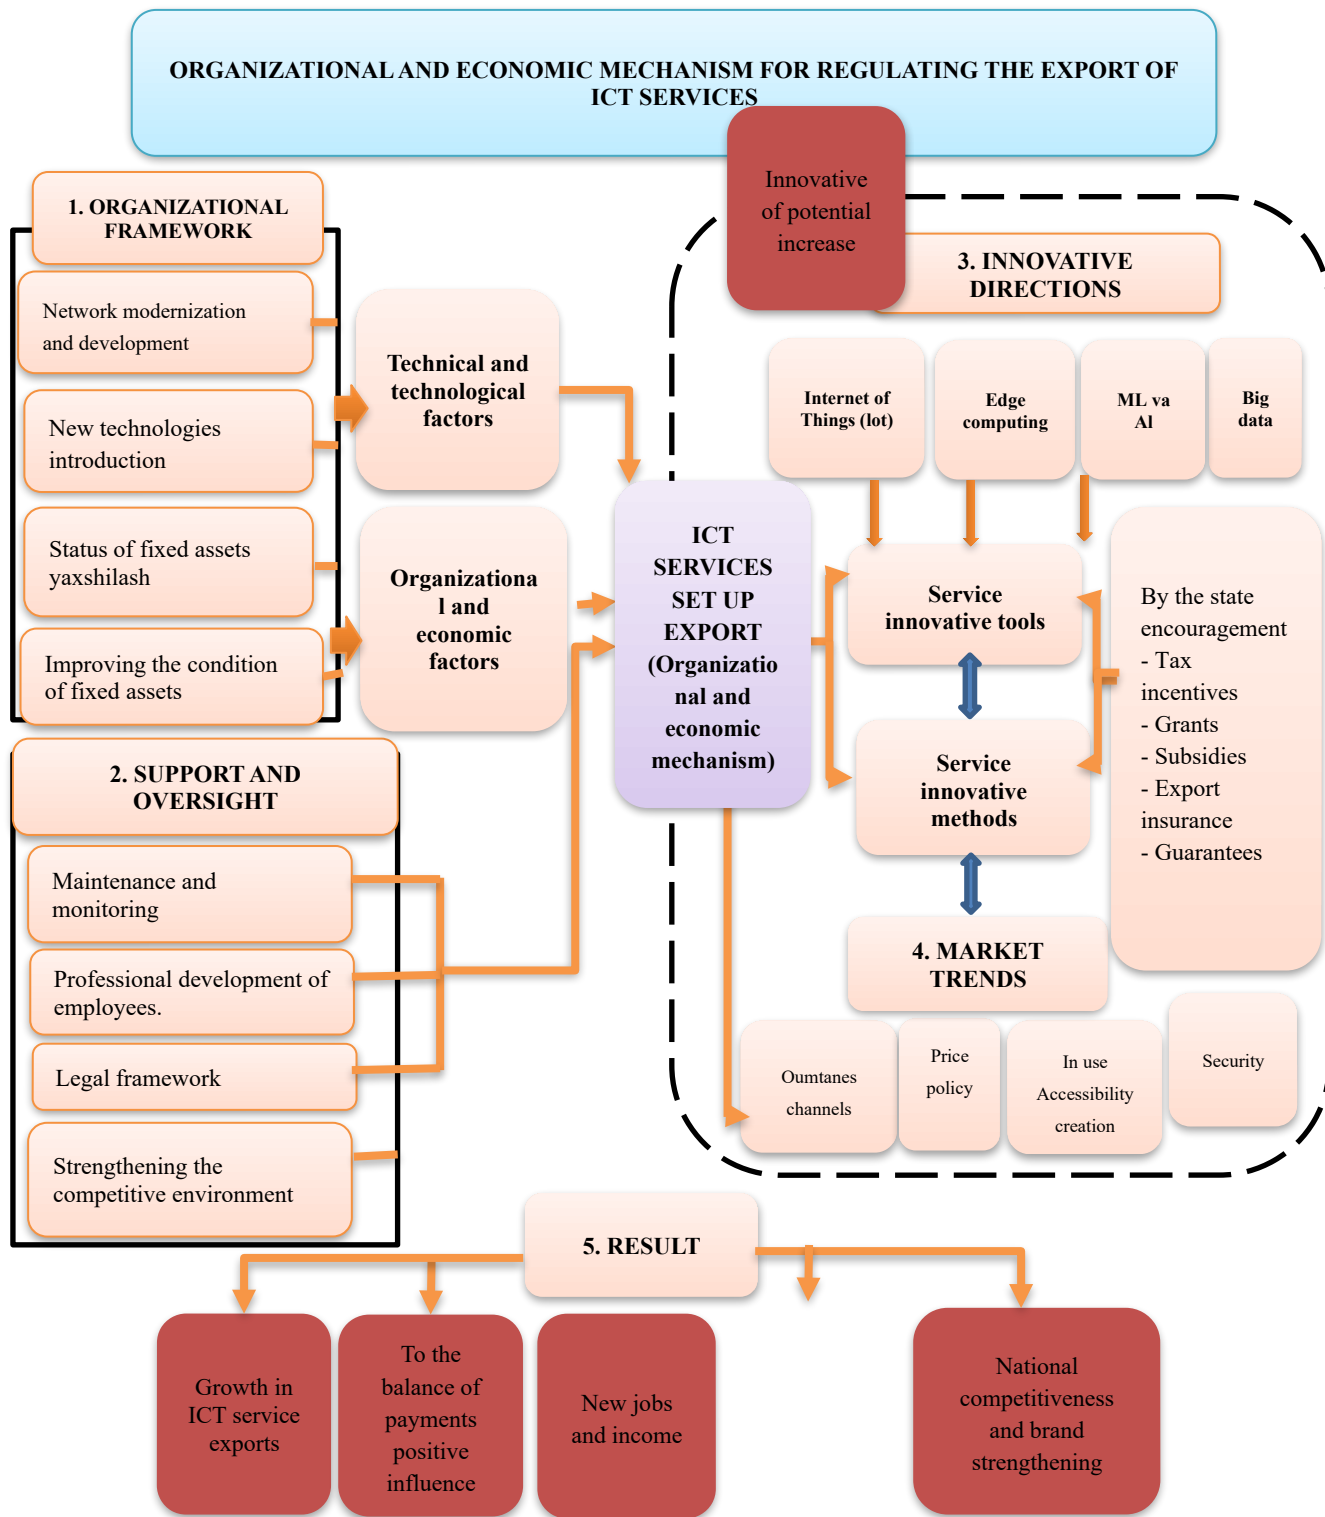 ORGANIZATIONAL AND ECONOMIC MECHANISM FOR REGULATING THE EXPORT OF
ICT SERVICES
Innovative
of potential
increase
1. ORGANIZATIONAL
FRAMEWORK
Network modernization
and development
New technologies
introduction
Status of fixed assets
yaxshilash
Improving the condition
of fixed assets
Technical and
technological
factors
Organizationa
l and
economic
factors
2. SUPPORT AND
OVERSIGHT
Maintenance and
monitoring
Professional development of
employees.
Legal framework
Strengthening the
competitive environment
ICT
SERVICES
SET UP
EXPORT
(Organizatio
nal and
economic
mechanism)
3. INNOVATIVE
DIRECTIONS
Internet of
Things (lot)
Edge
computing
ML va
Al
Big
data
Service
innovative tools
Service
innovative
methods
By the state
encouragement
- Tax
incentives
- Grants
- Subsidies
- Export
insurance
- Guarantees
4. MARKET
TRENDS
Oumtanes
channels
Price
policy
In use
Accessibility
creation
Security
5. RESULT
Growth in
ICT service
exports
To the
balance of
payments
positive
influence
New jobs
and income
National
competitiveness
and brand
strengthening